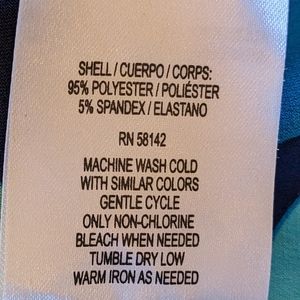 SHELL / CUERPO / CORPS:
95% POLYESTER / POLIÉSTER
5% SPANDEX / ELASTANO
RN 58142
MACHINE WASH COLD
WITH SIMILAR COLORS
GENTLE CYCLE
ONLY NON-CHLORINE
BLEACH WHEN NEEDED
TUMBLE DRY LOW
WARM IRON AS NEEDED